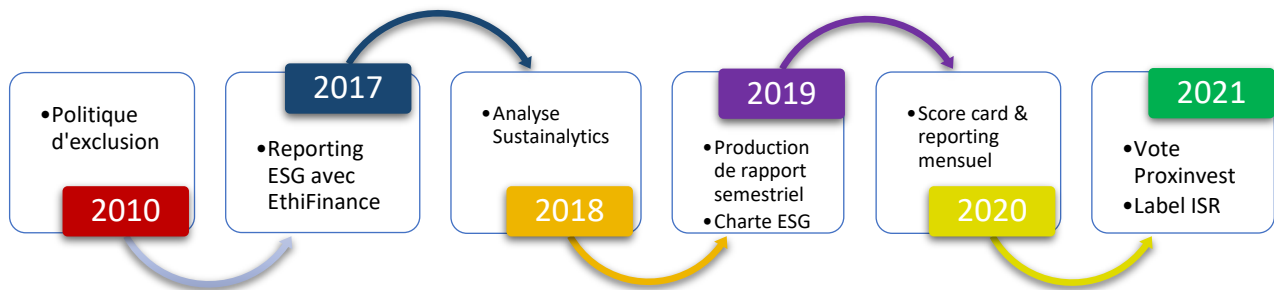 •Politique
d'exclusion
2010
2017
•Reporting
ESG avec
EthiFinance
•Analyse
Sustainalytics
2018
2019
•Production
de rapport
semestriel
•Charte ESG
•Score card &
reporting
mensuel
2020
2021
•Vote
Proxinvest
•Label ISR